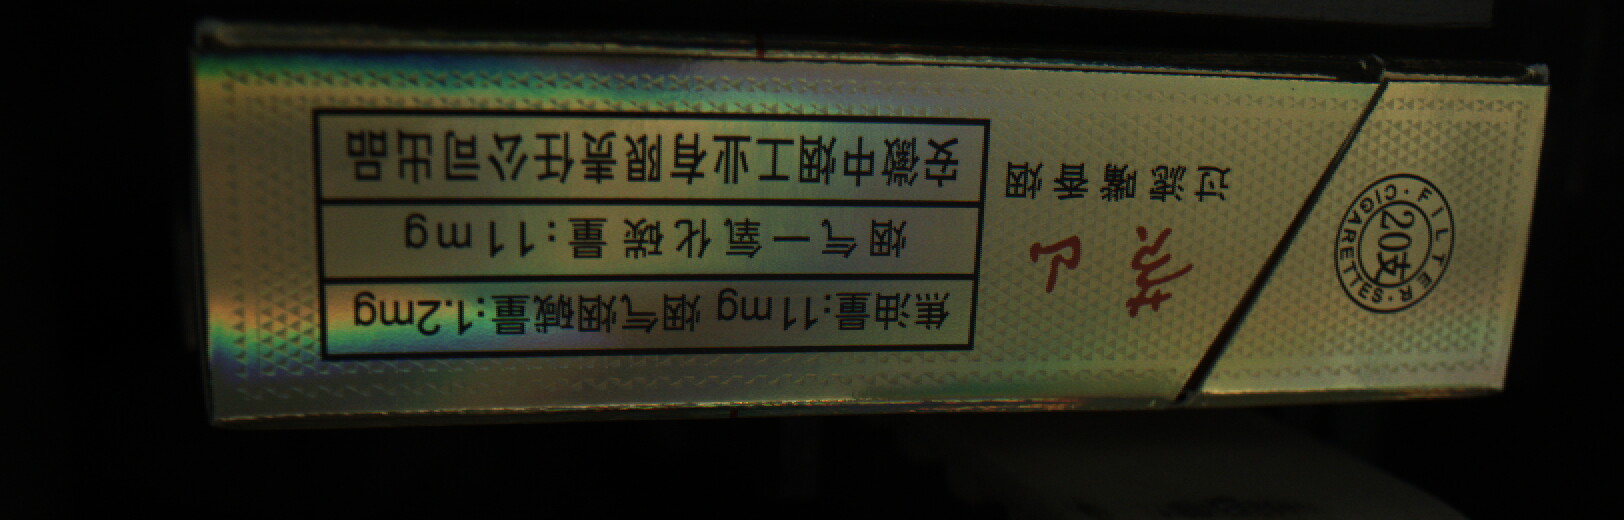 FILTER · CIGARETTES ·
20支
黄山
过滤嘴香烟
焦油量:11mg 烟气烟碱量:1.2mg
烟气一氧化碳量:11mg
安徽中烟工业有限责任公司出品